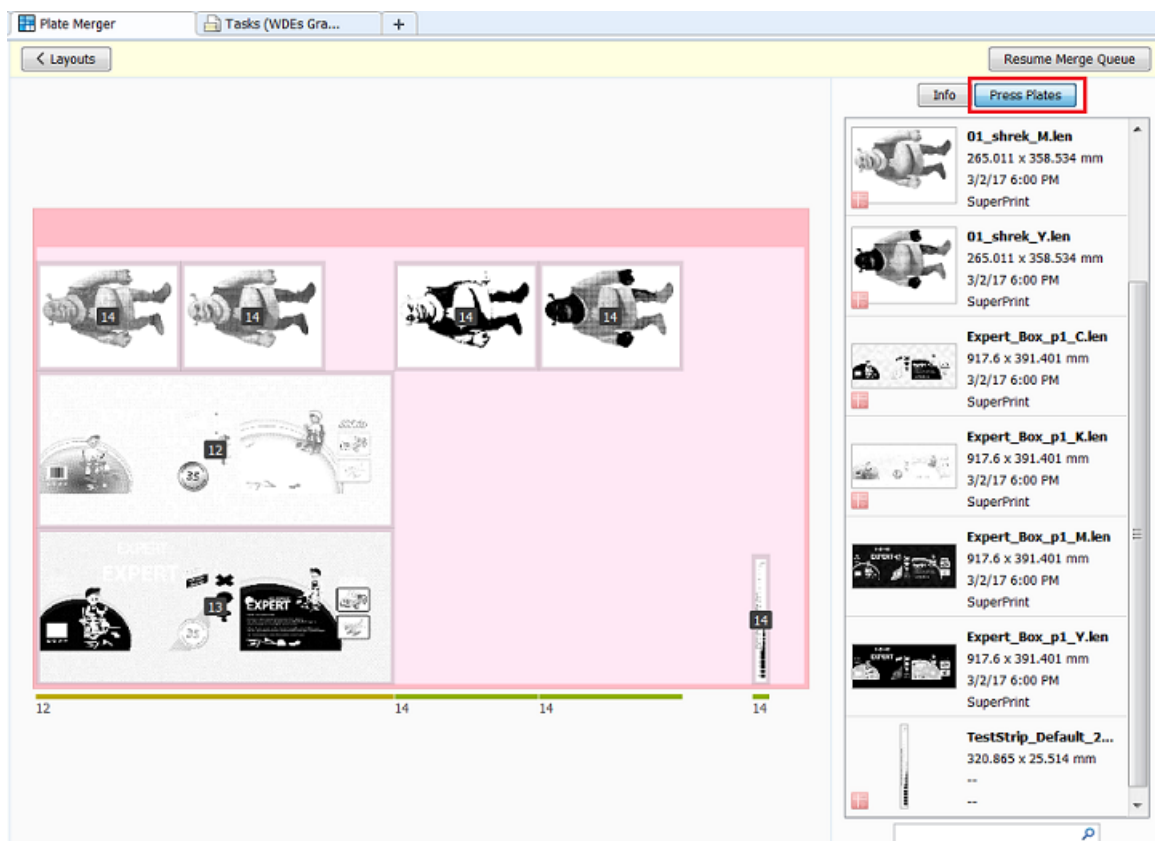 Plate Merger
Tasks (WDEs Gra...
+
Layouts
Resume Merge Queue
Info
Press Plates
14
14
14
14
12
35
EXPERT
EXPERT
13
35
EXPERT
14
12
14
14
14
01_shrek_M.len
265.011 x 358.534 mm
3/2/17 6:00 PM
SuperPrint
01_shrek_Y.len
265.011 x 358.534 mm
3/2/17 6:00 PM
SuperPrint
Expert_Box_p1_C.len
917.6 x 391.401 mm
3/2/17 6:00 PM
SuperPrint
Expert_Box_p1_K.len
917.6 x 391.401 mm
3/2/17 6:00 PM
SuperPrint
Expert_Box_p1_M.len
917.6 x 391.401 mm
3/2/17 6:00 PM
SuperPrint
Expert_Box_p1_Y.len
917.6 x 391.401 mm
3/2/17 6:00 PM
SuperPrint
TestStrip_Default_2...
320.865 x 25.514 mm
--
--